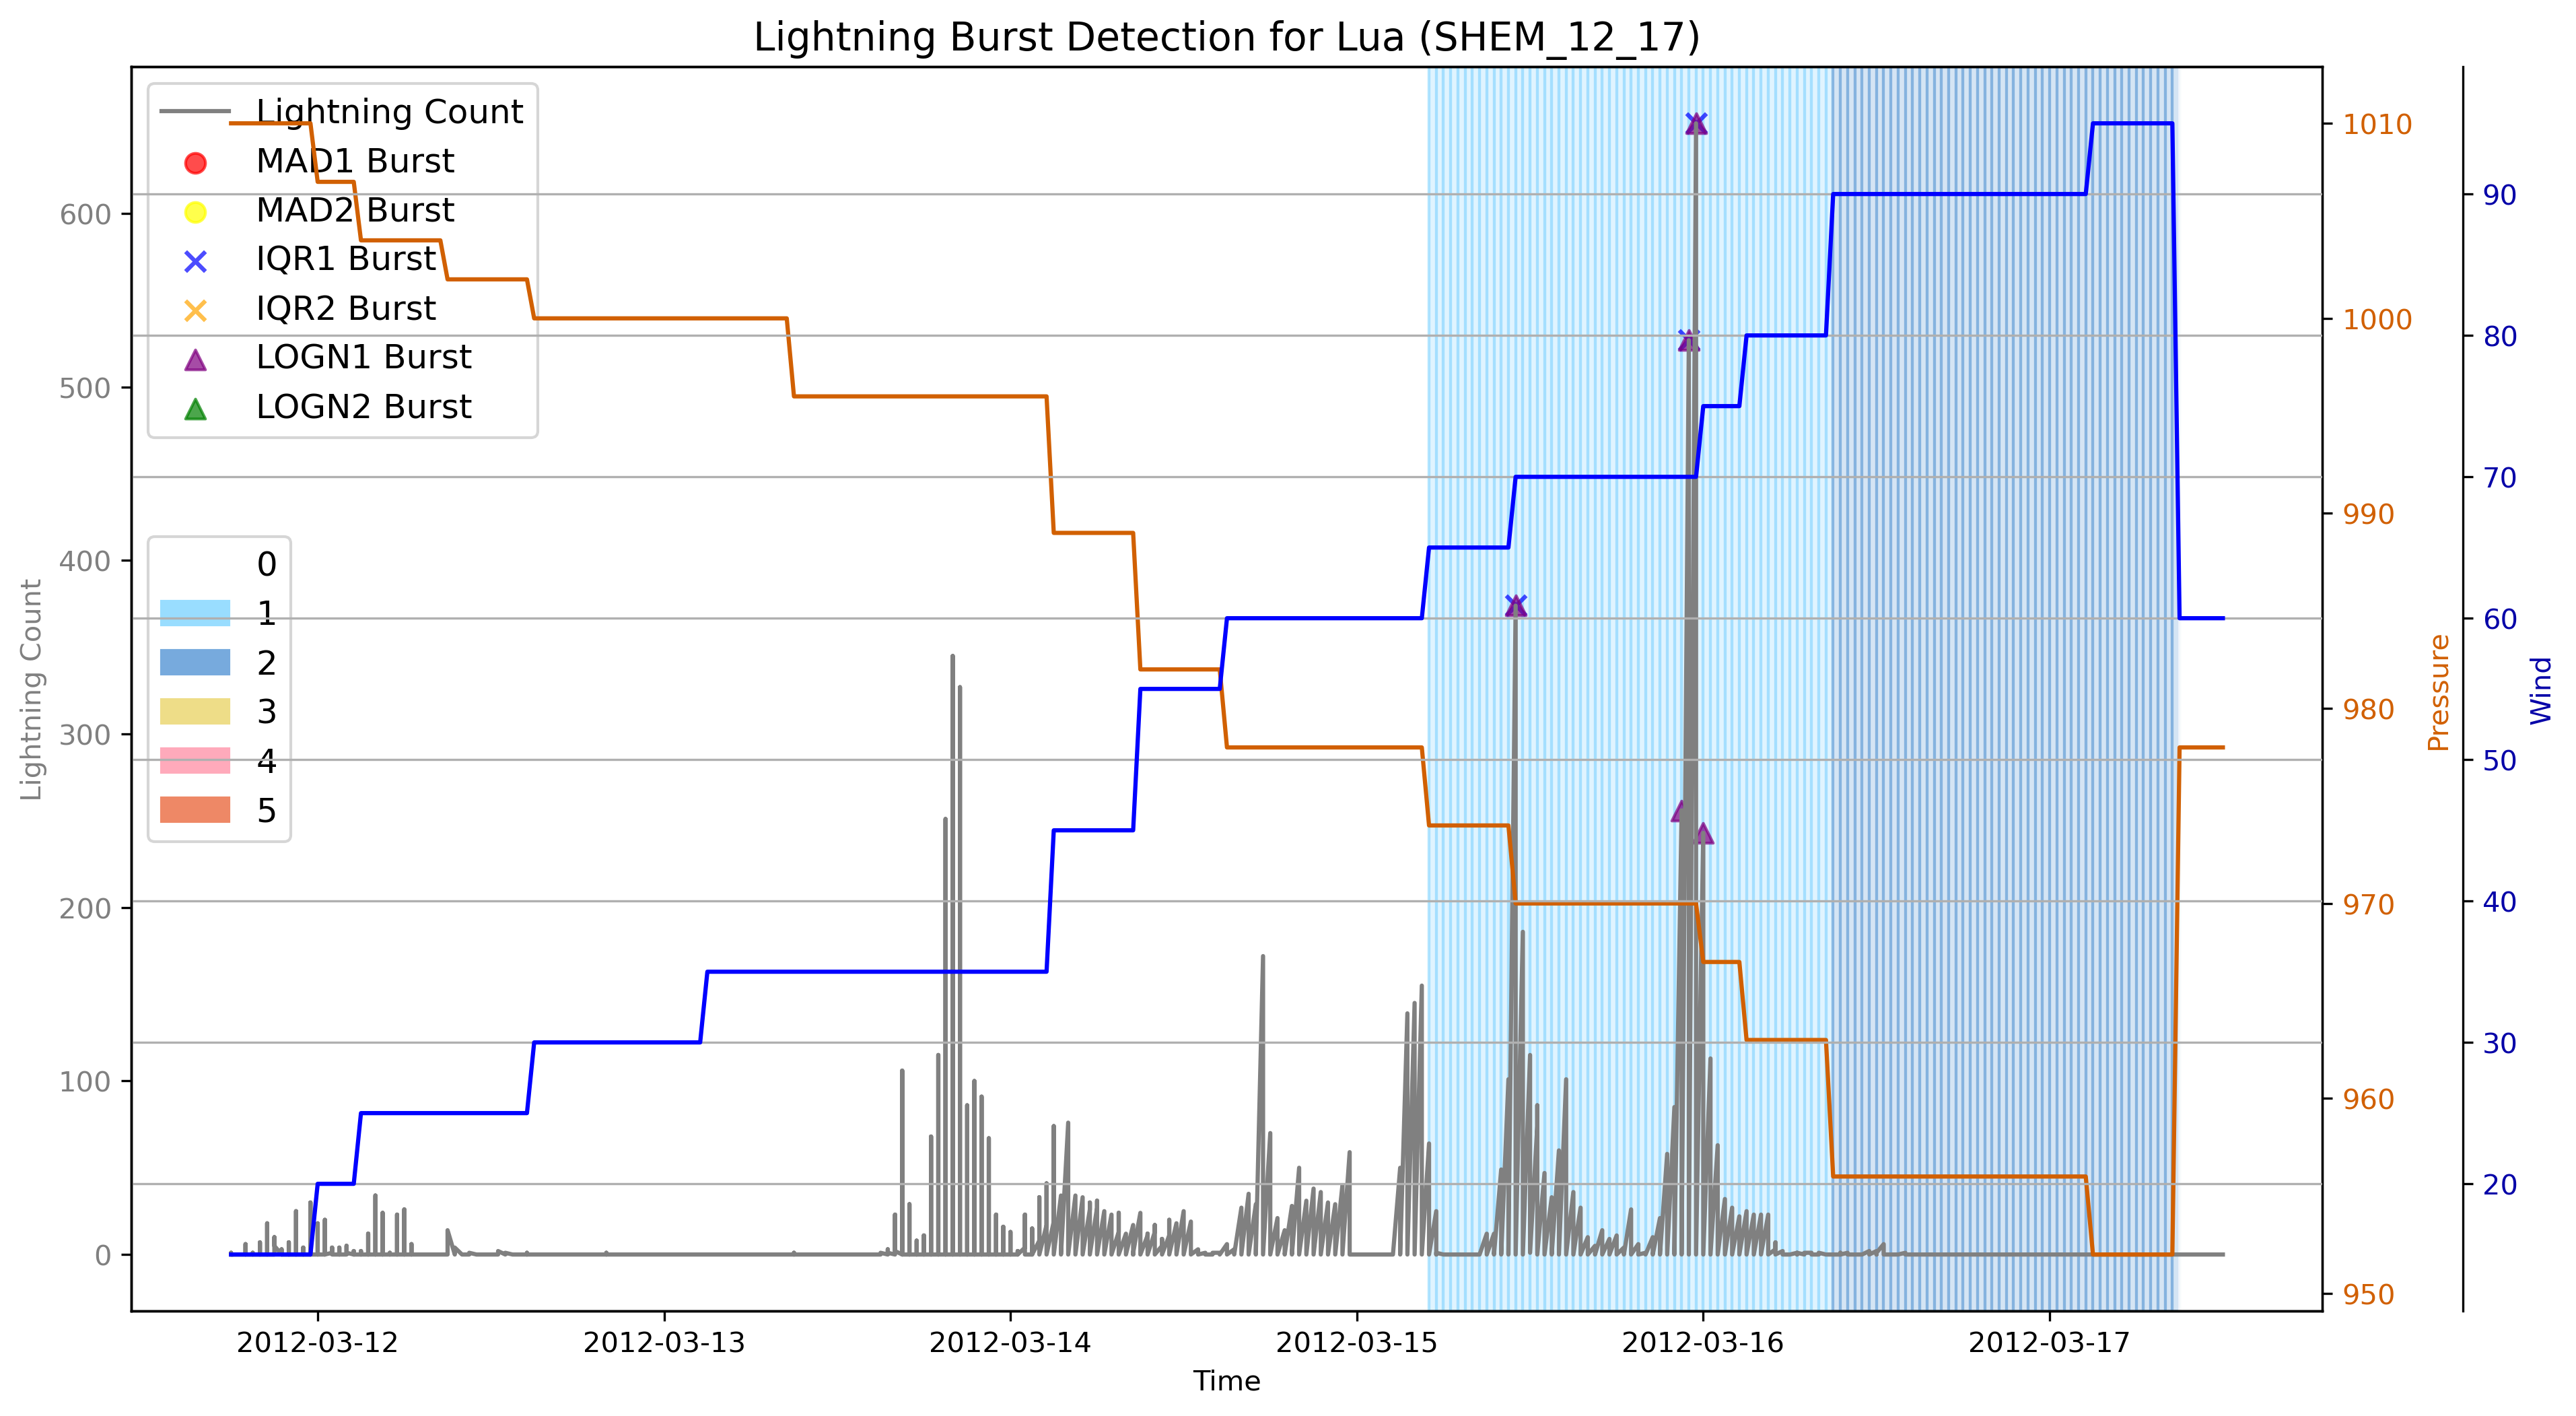 Lightning Burst Detection for Lua (SHEM_12_17)
Lightning Count
MAD1 Burst
MAD2 Burst
IQR1 Burst
IQR2 Burst
LOGN1 Burst
LOGN2 Burst
0
1
2
3
4
5
Lightning Count
600
500
400
300
200
100
0
1010
1000
990
980
970
960
950
Pressure
90
80
70
60
50
40
30
20
Wind
2012-03-12
2012-03-13
2012-03-14
2012-03-15
2012-03-16
2012-03-17
Time